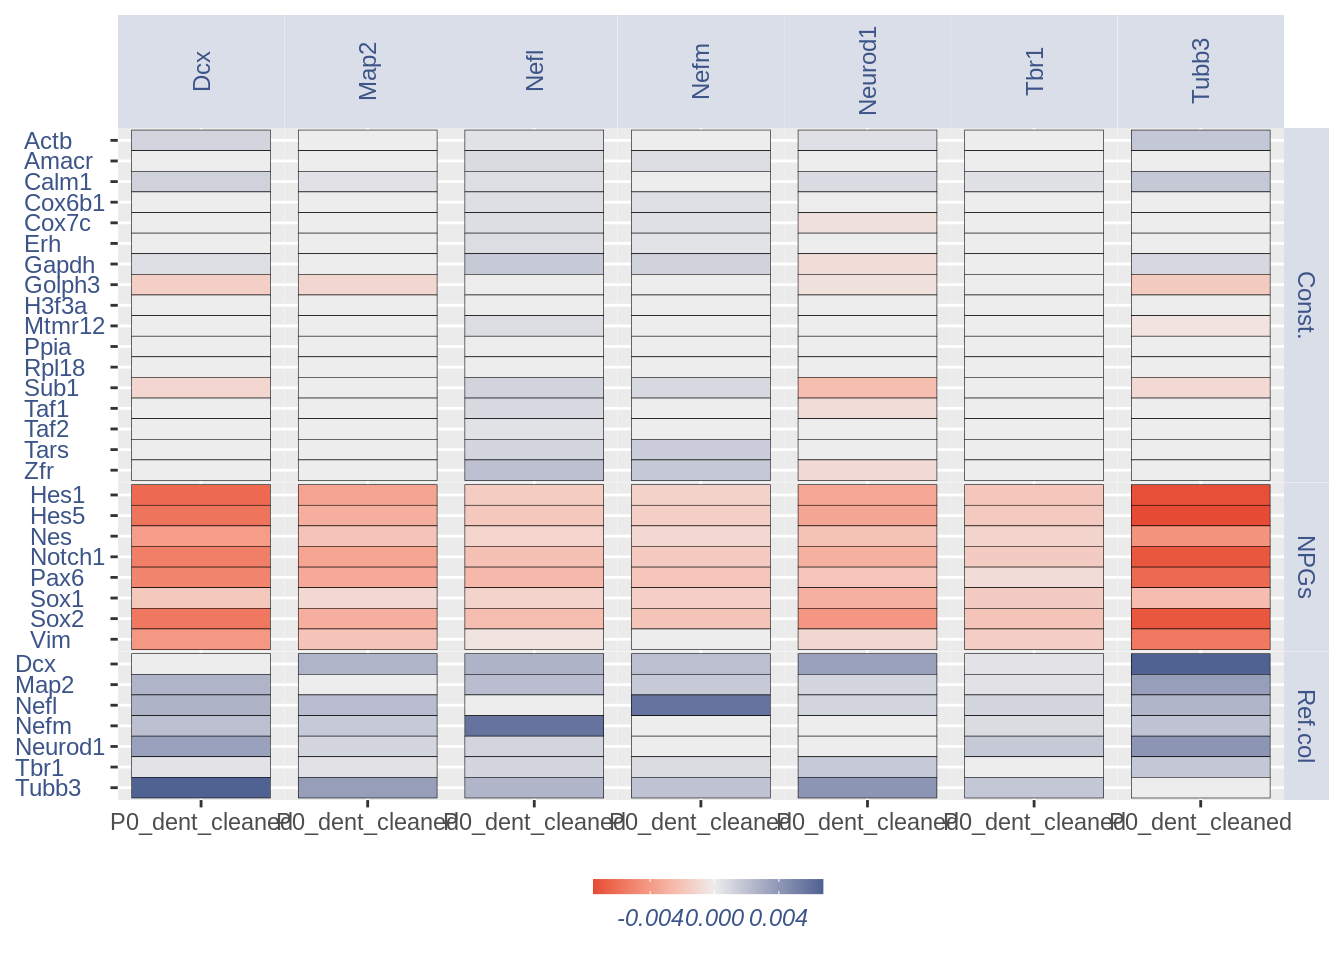 Dcx
Map2
Nefl
Nefm
Neurod1
Tbr1
Tubb3
Actb
Amacr
Calm1
Cox6b1
Cox7c
Erh
Gapdh
Golph3
H3f3a
Mtmr12
Ppia
Rpl18
Sub1
Taf1
Taf2
Tars
Zfr
Const.
Hes1
Hes5
Nes
Notch1
Pax6
Sox1
Sox2
Vim
NPGs
Dcx
Map2
Nefl
Nefm
Neurod1
Tbr1
Tubb3
Ref.col
P0_dent_cleaned P0_dent_cleaned P0_dent_cleaned P0_dent_cleaned P0_dent_cleaned P0_dent_cleaned P0_dent_cleaned
-0.004 0.000 0.004